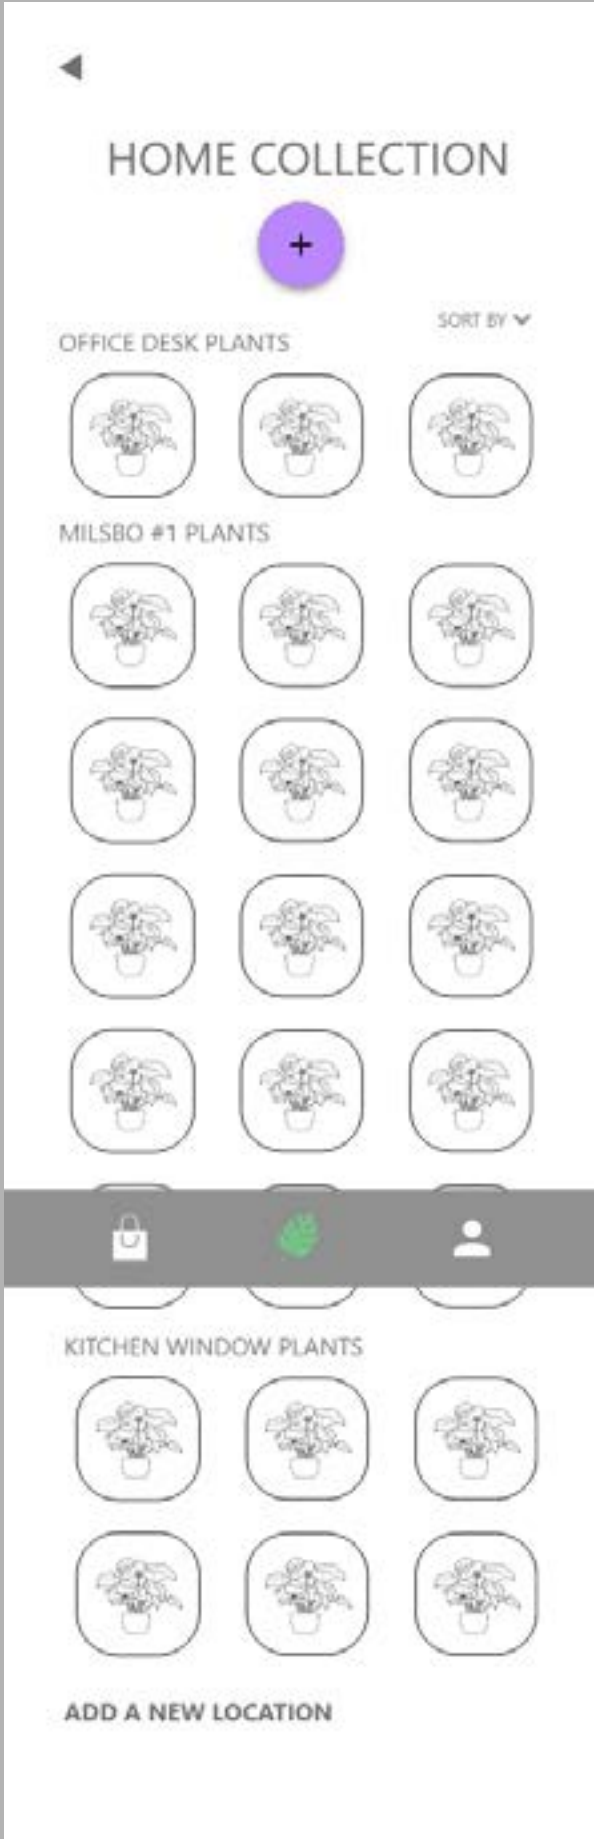 HOME COLLECTION
+
SORT BY
OFFICE DESK PLANTS
MILSBO #1 PLANTS
KITCHEN WINDOW PLANTS
ADD A NEW LOCATION